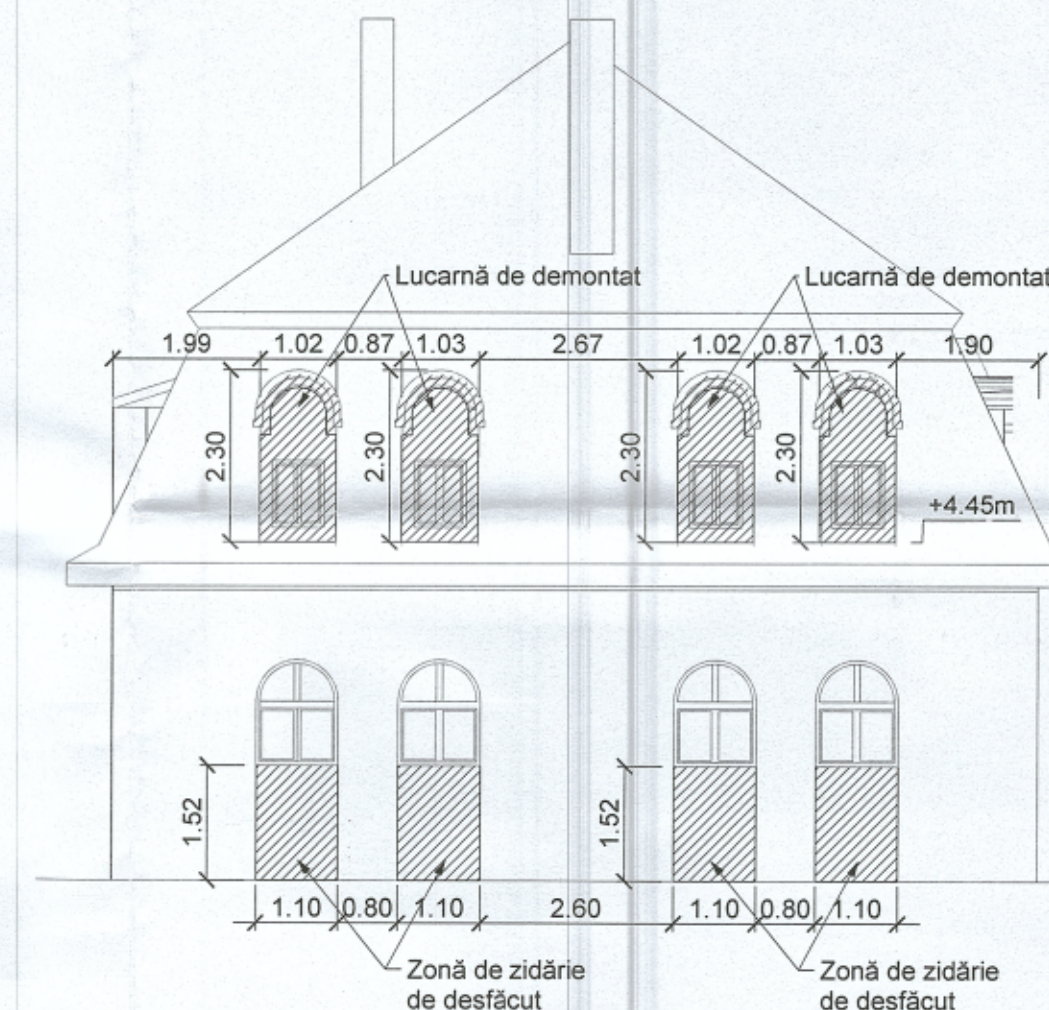 Lucarnă de demontat
Lucarnă de demontat
1.99 1.02 0.87 1.03 2.67 1.02 0.87 1.03 1.90
2.30
2.30
2.30
2.30
+4.45m
1.52
1.52
1.10 0.80 1.10 2.60 1.10 0.80 1.10
Zonă de zidărie
de desfăcut
Zonă de zidărie
de desfăcut